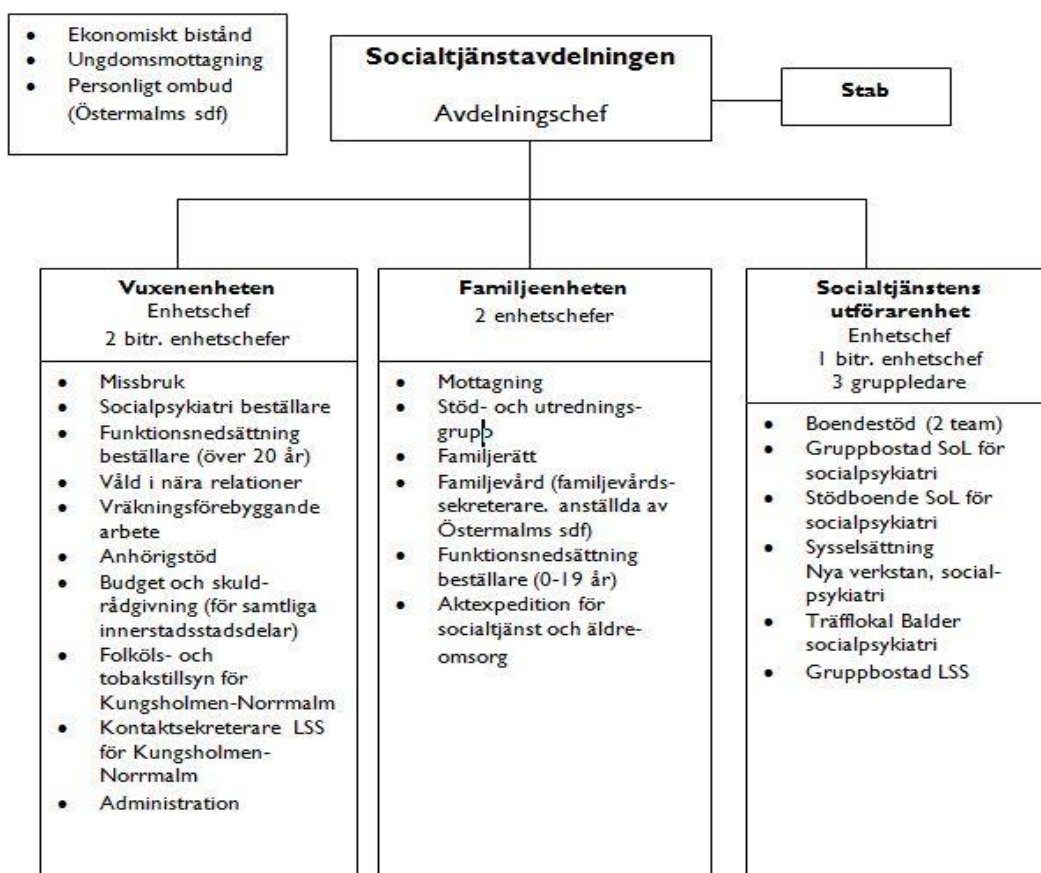 • Ekonomiskt bistånd
• Ungdomsmottagning
• Personligt ombud
(Östermalms sdf)
Socialtjänstavdelningen
Avdelningschef
Stab
Vuxenenheten
Enhetschef
2 bitr. enhetschefer
• Missbruk
• Socialpsykiatri beställare
• Funktionsnedsättning
beställare (över 20 år)
• Våld i nära relationer
• Vräkningsförebyggande
arbete
• Anhörigstöd
• Budget och skuld-
rådgivning (för samtliga
innerstadsstadsdelar)
• Folköls- och
tobakstillsyn för
Kungsholmen-Norrmalm
• Kontaktsekreterare LSS
för Kungsholmen-
Norrmalm
• Administration
Familjeenheten
2 enhetschefer
• Mottagning
• Stöd- och utrednings-
grupp
• Familjerätt
• Familjevård (familjevårds-
sekreterare. anställda av
Östermalms sdf)
• Funktionsnedsättning
beställare (0-19 år)
• Aktexpedition för
socialtjänst och äldre-
omsorg
Socialtjänstens
utförarenhet
Enhetschef
1 bitr. enhetschef
3 gruppledare
• Boendestöd (2 team)
• Gruppbostad SoL för
socialpsykiatri
• Stödboende SoL för
socialpsykiatri
• Sysselsättning
Nya verkstan, social-
psykiatri
• Träfflokal Balder
socialpsykiatri
• Gruppbostad LSS